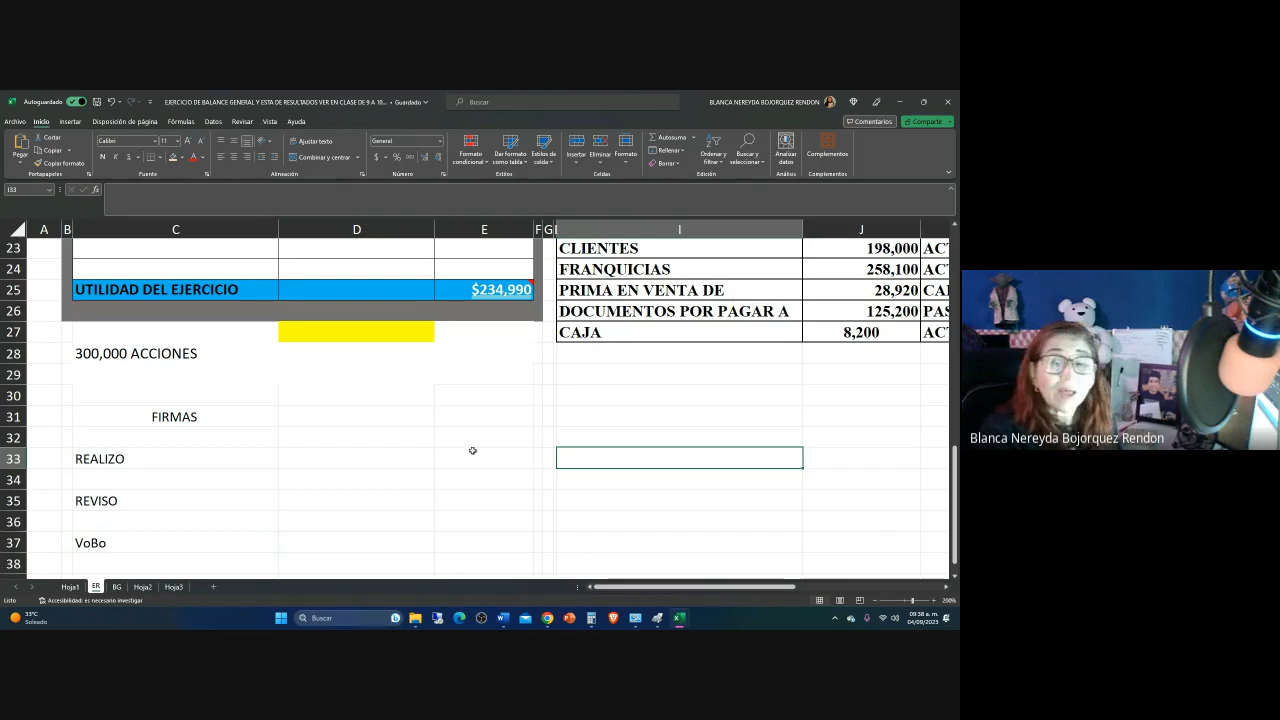 Autoguardado
EJERCICIO DE BALANCE GENERAL Y ESTA DE RESULTADOS VER EN CLASE DE 9 A 10... • Guardado
Buscar
BLANCA NEREYDA BOJORQUEZ RENDON
Archivo Inicio Insertar Disposición de página Fórmulas Datos Revisar Vista Ayuda
Comentarios Compartir
Pegar
Cortar
Copiar
Copiar formato
Portapapeles
Calibri 11
N K S
Fuente
Ajustar texto
Combinar y centrar
Alineación
General
$ % 000
Número
Formato condicional
Dar formato como tabla
Estilos de celda
Estilos
Insertar Eliminar Formato
Celdas
Autosuma
Rellenar
Borrar
Ordenar y filtrar
Buscar y seleccionar
Edición
Analizar datos
Complementos
Complementos
I33
fx
A B C D E F G I J
23 CLIENTES 198,000 ACT
24 FRANQUICIAS 258,100 ACT
25 UTILIDAD DEL EJERCICIO $234,990 PRIMA EN VENTA DE 28,920 CAP
26 DOCUMENTOS POR PAGAR A 125,200 PAS
27 CAJA 8,200 ACT
28 300,000 ACCIONES
29
30
31 FIRMAS
32
33 REALIZO
34
35 REVISO
36
37 VoBo
38
Hoja1 ER BG Hoja2 Hoja3
Listo Accesibilidad: es necesario investigar
200%
33°C
Soleado
Buscar
09:38 a. m.
04/09/2023
Blanca Nereyda Bojorquez Rendon